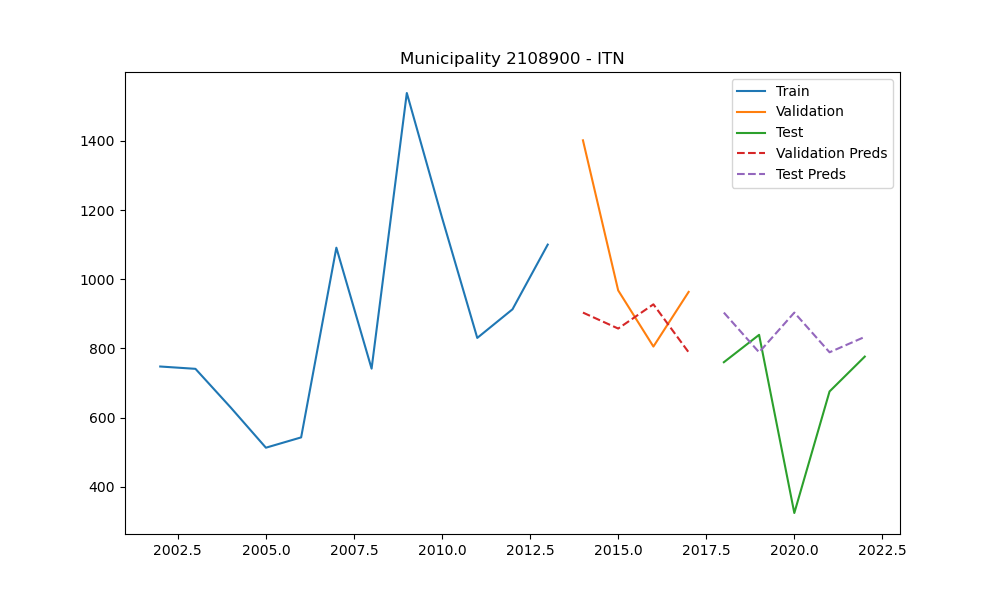 Municipality 2108900 - ITN
Train
Validation
Test
Validation Preds
Test Preds
1400
1200
1000
800
600
400
2002.5 2005.0 2007.5 2010.0 2012.5 2015.0 2017.5 2020.0 2022.5